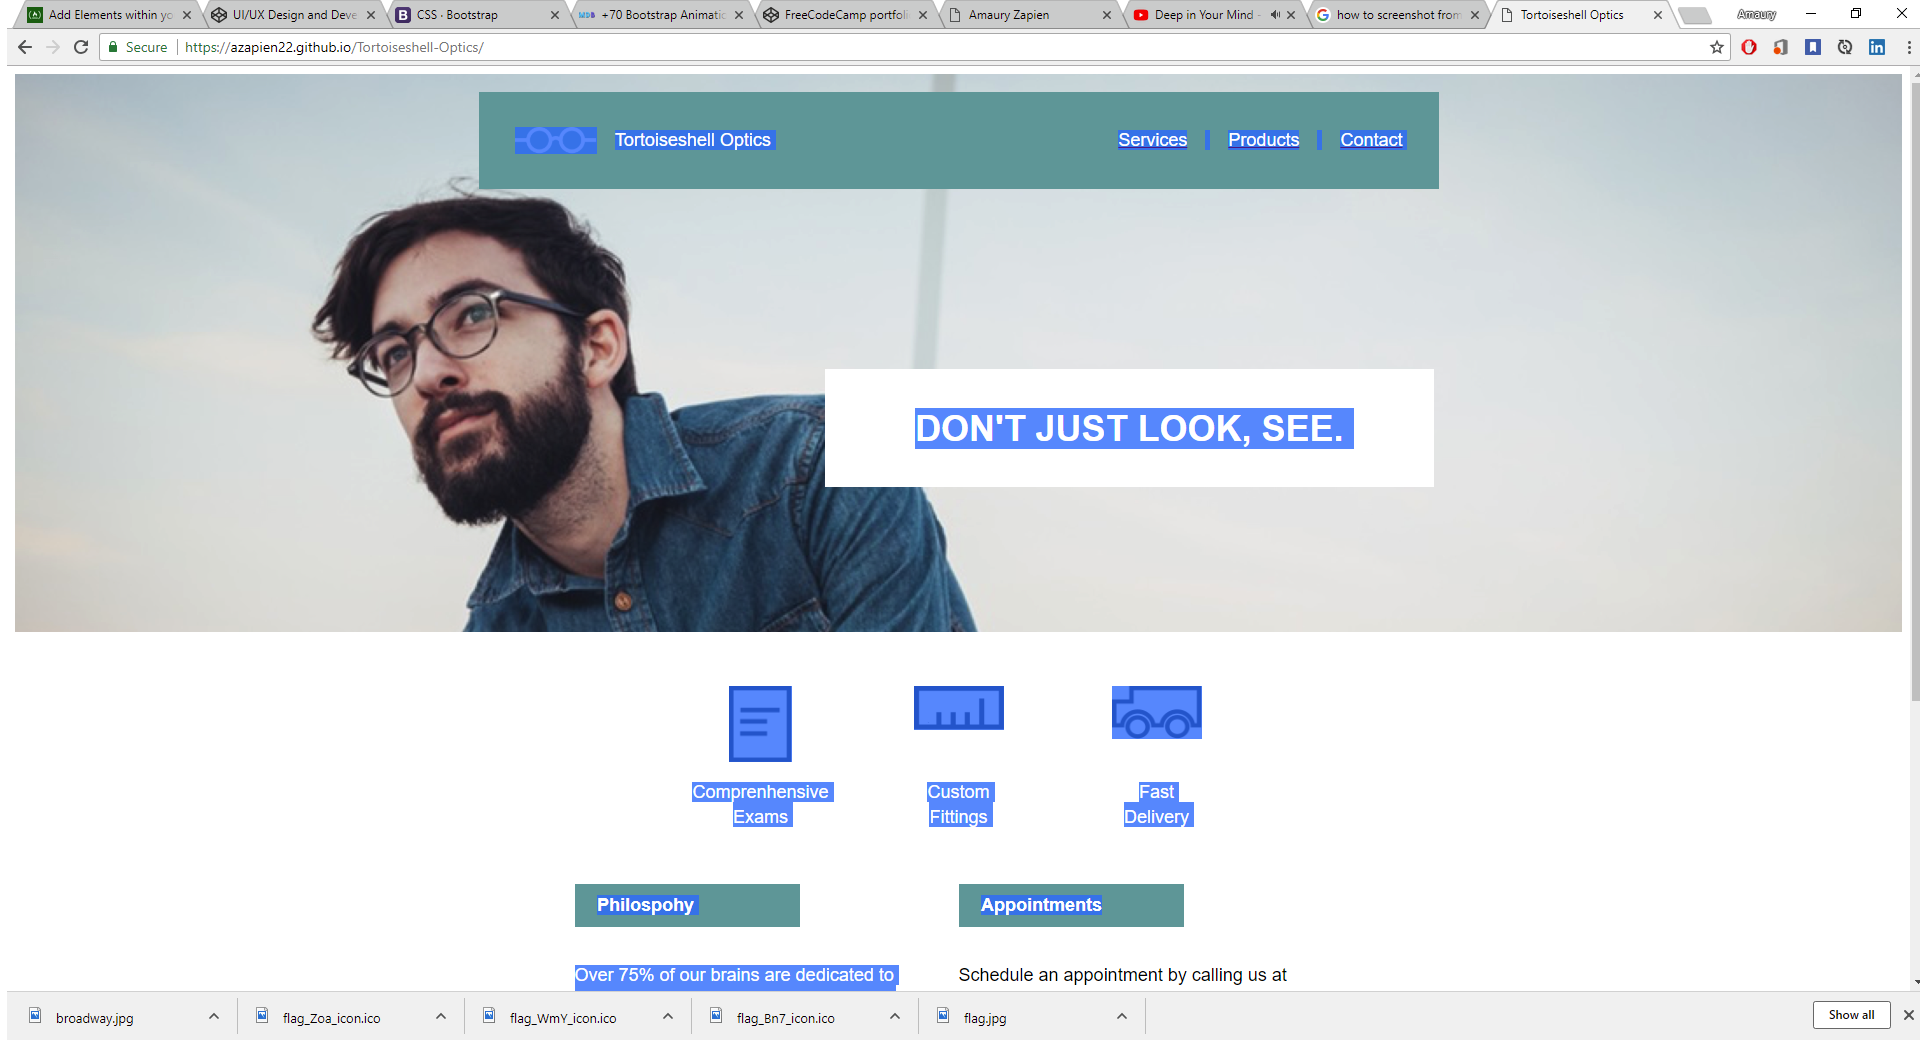 Add Elements within yo
UI/UX Design and Deve
CSS · Bootstrap
+70 Bootstrap Animatic
FreeCodeCamp portfoli
Amaury Zapien
Deep in Your Mind -
how to screenshot from
Tortoiseshell Optics
Amaury
Secure
https://azapien22.github.io/Tortoiseshell-Optics/
Tortoiseshell Optics
Services
Products
Contact
DON'T JUST LOOK, SEE.
Comprenhensive
Exams
Custom
Fittings
Fast
Delivery
Philospohy
Appointments
Over 75% of our brains are dedicated to
Schedule an appointment by calling us at
broadway.jpg
flag_Zoa_icon.ico
flag_WmY_icon.ico
flag_Bn7_icon.ico
flag.jpg
Show all